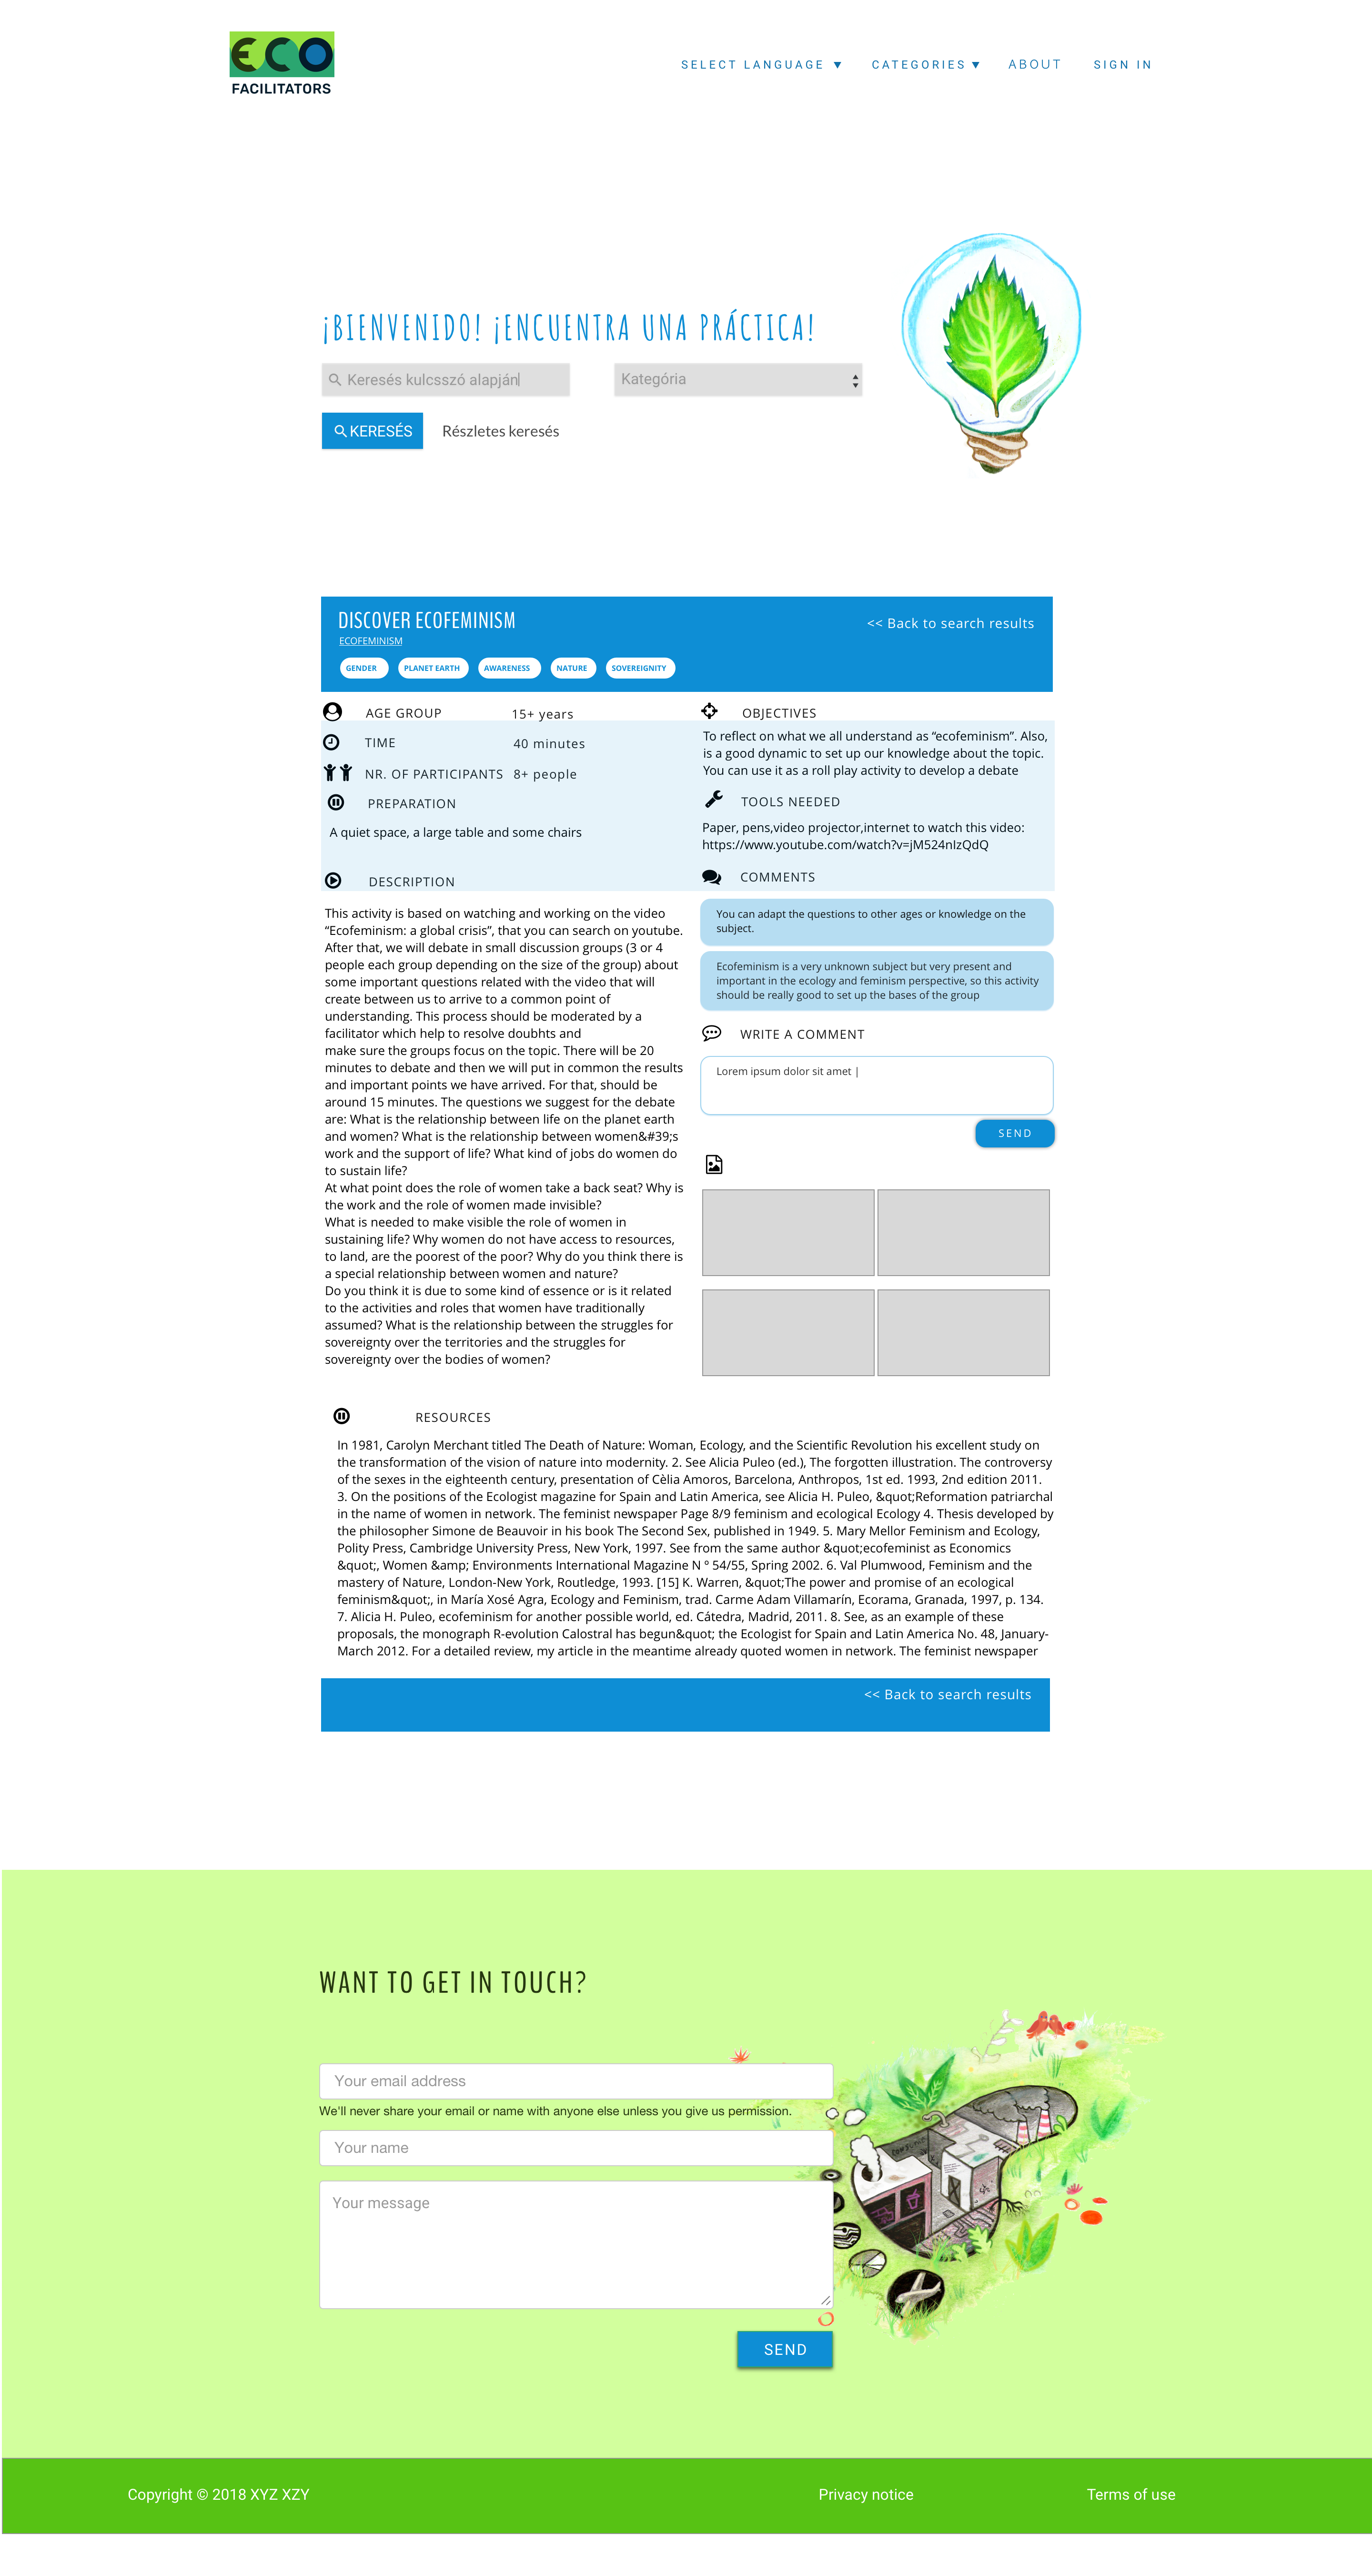 ECO
FACILITATORS
SELECT LANGUAGE ▼
CATEGORIES ▼
ABOUT
SIGN IN
¡BIENVENIDO! ¡ENCUENTRA UNA PRÁCTICA!
Keresés kulcsszó alapján
Kategória
KERESÉS
Részletes keresés
DISCOVER ECOFEMINISM
<< Back to search results
ECOFEMINISM
GENDER
PLANET EARTH
AWARENESS
NATURE
SOVEREIGNITY
AGE GROUP 15+ years
TIME 40 minutes
NR. OF PARTICIPANTS 8+ people
PREPARATION
A quiet space, a large table and some chairs
DESCRIPTION
This activity is based on watching and working on the video
“Ecofeminism: a global crisis”, that you can search on youtube.
After that, we will debate in small discussion groups (3 or 4
people each group depending on the size of the group) about
some important questions related with the video that will
create between us to arrive to a common point of
understanding. This process should be moderated by a
facilitator which help to resolve doubhts and
make sure the groups focus on the topic. There will be 20
minutes to debate and then we will put in common the results
and important points we have arrived. For that, should be
around 15 minutes. The questions we suggest for the debate
are: What is the relationship between life on the planet earth
and women? What is the relationship between women&#39;s
work and the support of life? What kind of jobs do women do
to sustain life?
At what point does the role of women take a back seat? Why is
the work and the role of women made invisible?
What is needed to make visible the role of women in
sustaining life? Why women do not have access to resources,
to land, are the poorest of the poor? Why do you think there is
a special relationship between women and nature?
Do you think it is due to some kind of essence or is it related
to the activities and roles that women have traditionally
assumed? What is the relationship between the struggles for
sovereignty over the territories and the struggles for
sovereignty over the bodies of women?
OBJECTIVES
To reflect on what we all understand as “ecofeminism”. Also,
is a good dynamic to set up our knowledge about the topic.
You can use it as a roll play activity to develop a debate
TOOLS NEEDED
Paper, pens,video projector,internet to watch this video:
https://www.youtube.com/watch?v=jM524nIzQdQ
COMMENTS
You can adapt the questions to other ages or knowledge on the
subject.
Ecofeminism is a very unknown subject but very present and
important in the ecology and feminism perspective, so this activity
should be really good to set up the bases of the group
WRITE A COMMENT
Lorem ipsum dolor sit amet |
SEND
RESOURCES
In 1981, Carolyn Merchant titled The Death of Nature: Woman, Ecology, and the Scientific Revolution his excellent study on
the transformation of the vision of nature into modernity. 2. See Alicia Puleo (ed.), The forgotten illustration. The controversy
of the sexes in the eighteenth century, presentation of Cèlia Amoros, Barcelona, Anthropos, 1st ed. 1993, 2nd edition 2011.
3. On the positions of the Ecologist magazine for Spain and Latin America, see Alicia H. Puleo, &quot;Reformation patriarchal
in the name of women in network. The feminist newspaper Page 8/9 feminism and ecological Ecology 4. Thesis developed by
the philosopher Simone de Beauvoir in his book The Second Sex, published in 1949. 5. Mary Mellor Feminism and Ecology,
Polity Press, Cambridge University Press, New York, 1997. See from the same author &quot;ecofeminism as Economics
&quot;, Women &amp; Environments International Magazine N º 54/55, Spring 2002. 6. Val Plumwood, Feminism and the
mastery of Nature, London-New York, Routledge, 1993. [15] K. Warren, &quot;The power and promise of an ecological
feminism&quot;, in María Xosé Agra, Ecology and Feminism, trad. Carme Adam Villamarín, Ecorama, Granada, 1997, p. 134.
7. Alicia H. Puleo, ecofeminism for another possible world, ed. Cátedra, Madrid, 2011. 8. See, as an example of these
proposals, the monograph R-evolution Calostral has begun&quot; the Ecologist for Spain and Latin America No. 48, January-
March 2012. For a detailed review, my article in the meantime already quoted women in network. The feminist newspaper
<< Back to search results
WANT TO GET IN TOUCH?
Your email address
We'll never share your email or name with anyone else unless you give us permission.
Your name
Your message
SEND
Copyright © 2018 XYZ XZY
Privacy notice
Terms of use